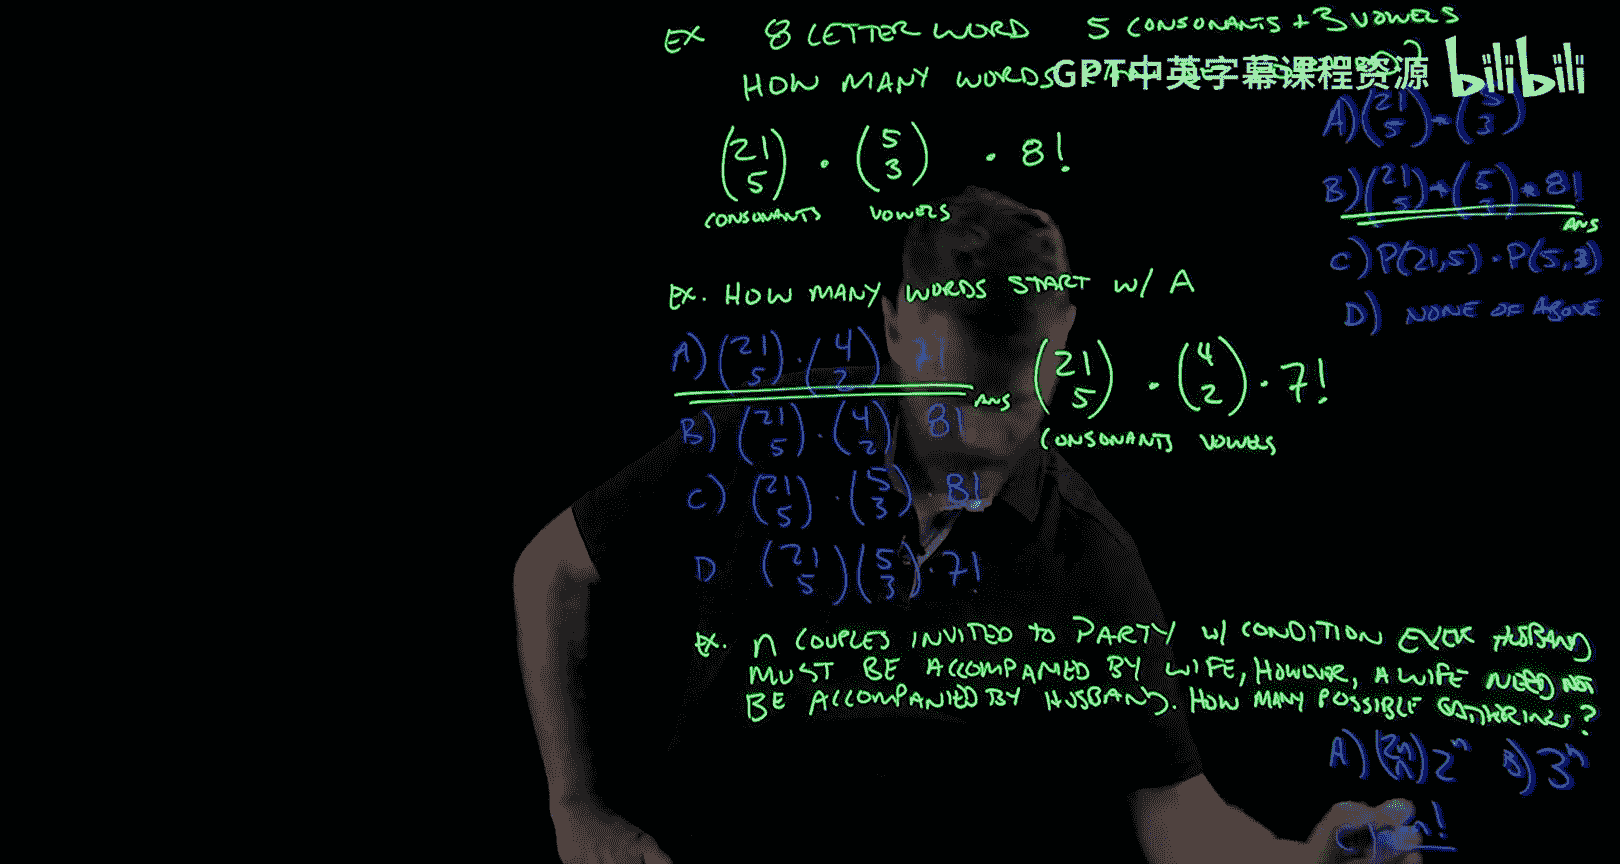 EX 8 LETTER WORD 5 CONSONANTS + 3 VOWELS
HOW MANY WORDS
GPT中英字幕课程资源 bilibili
(21 5) · (5 3) · 8!
CONSONANTS VOWELS
A) (21 5) · (5 3)
B) (21 5) · (5 3) · 8!
ANS
C) P(21,5) · P(5,3)
D) NONE OF ABOVE
EX. HOW MANY WORDS START W/ A
A) (21 5) · (4 2) 7!
ANS
B) (21 5) · (4 2) 8!
C) (21 5) · (5 3) · 8!
D (21 5) (5 3) · 7!
(21 5) · (4 2) · 7!
CONSONANTS VOWELS
EX. n COUPLES INVITED to PARTY w/ CONDITION EVER HUSBAND
MUST BE ACCOMPANIED BY WIFE, HOWEVER, A WIFE NEED NOT
BE ACCOMPANIED BY HUSBAND. HOW MANY POSSIBLE GATHERINGS?
A) (2n n) 2ⁿ B) 3ⁿ
C) 2n!